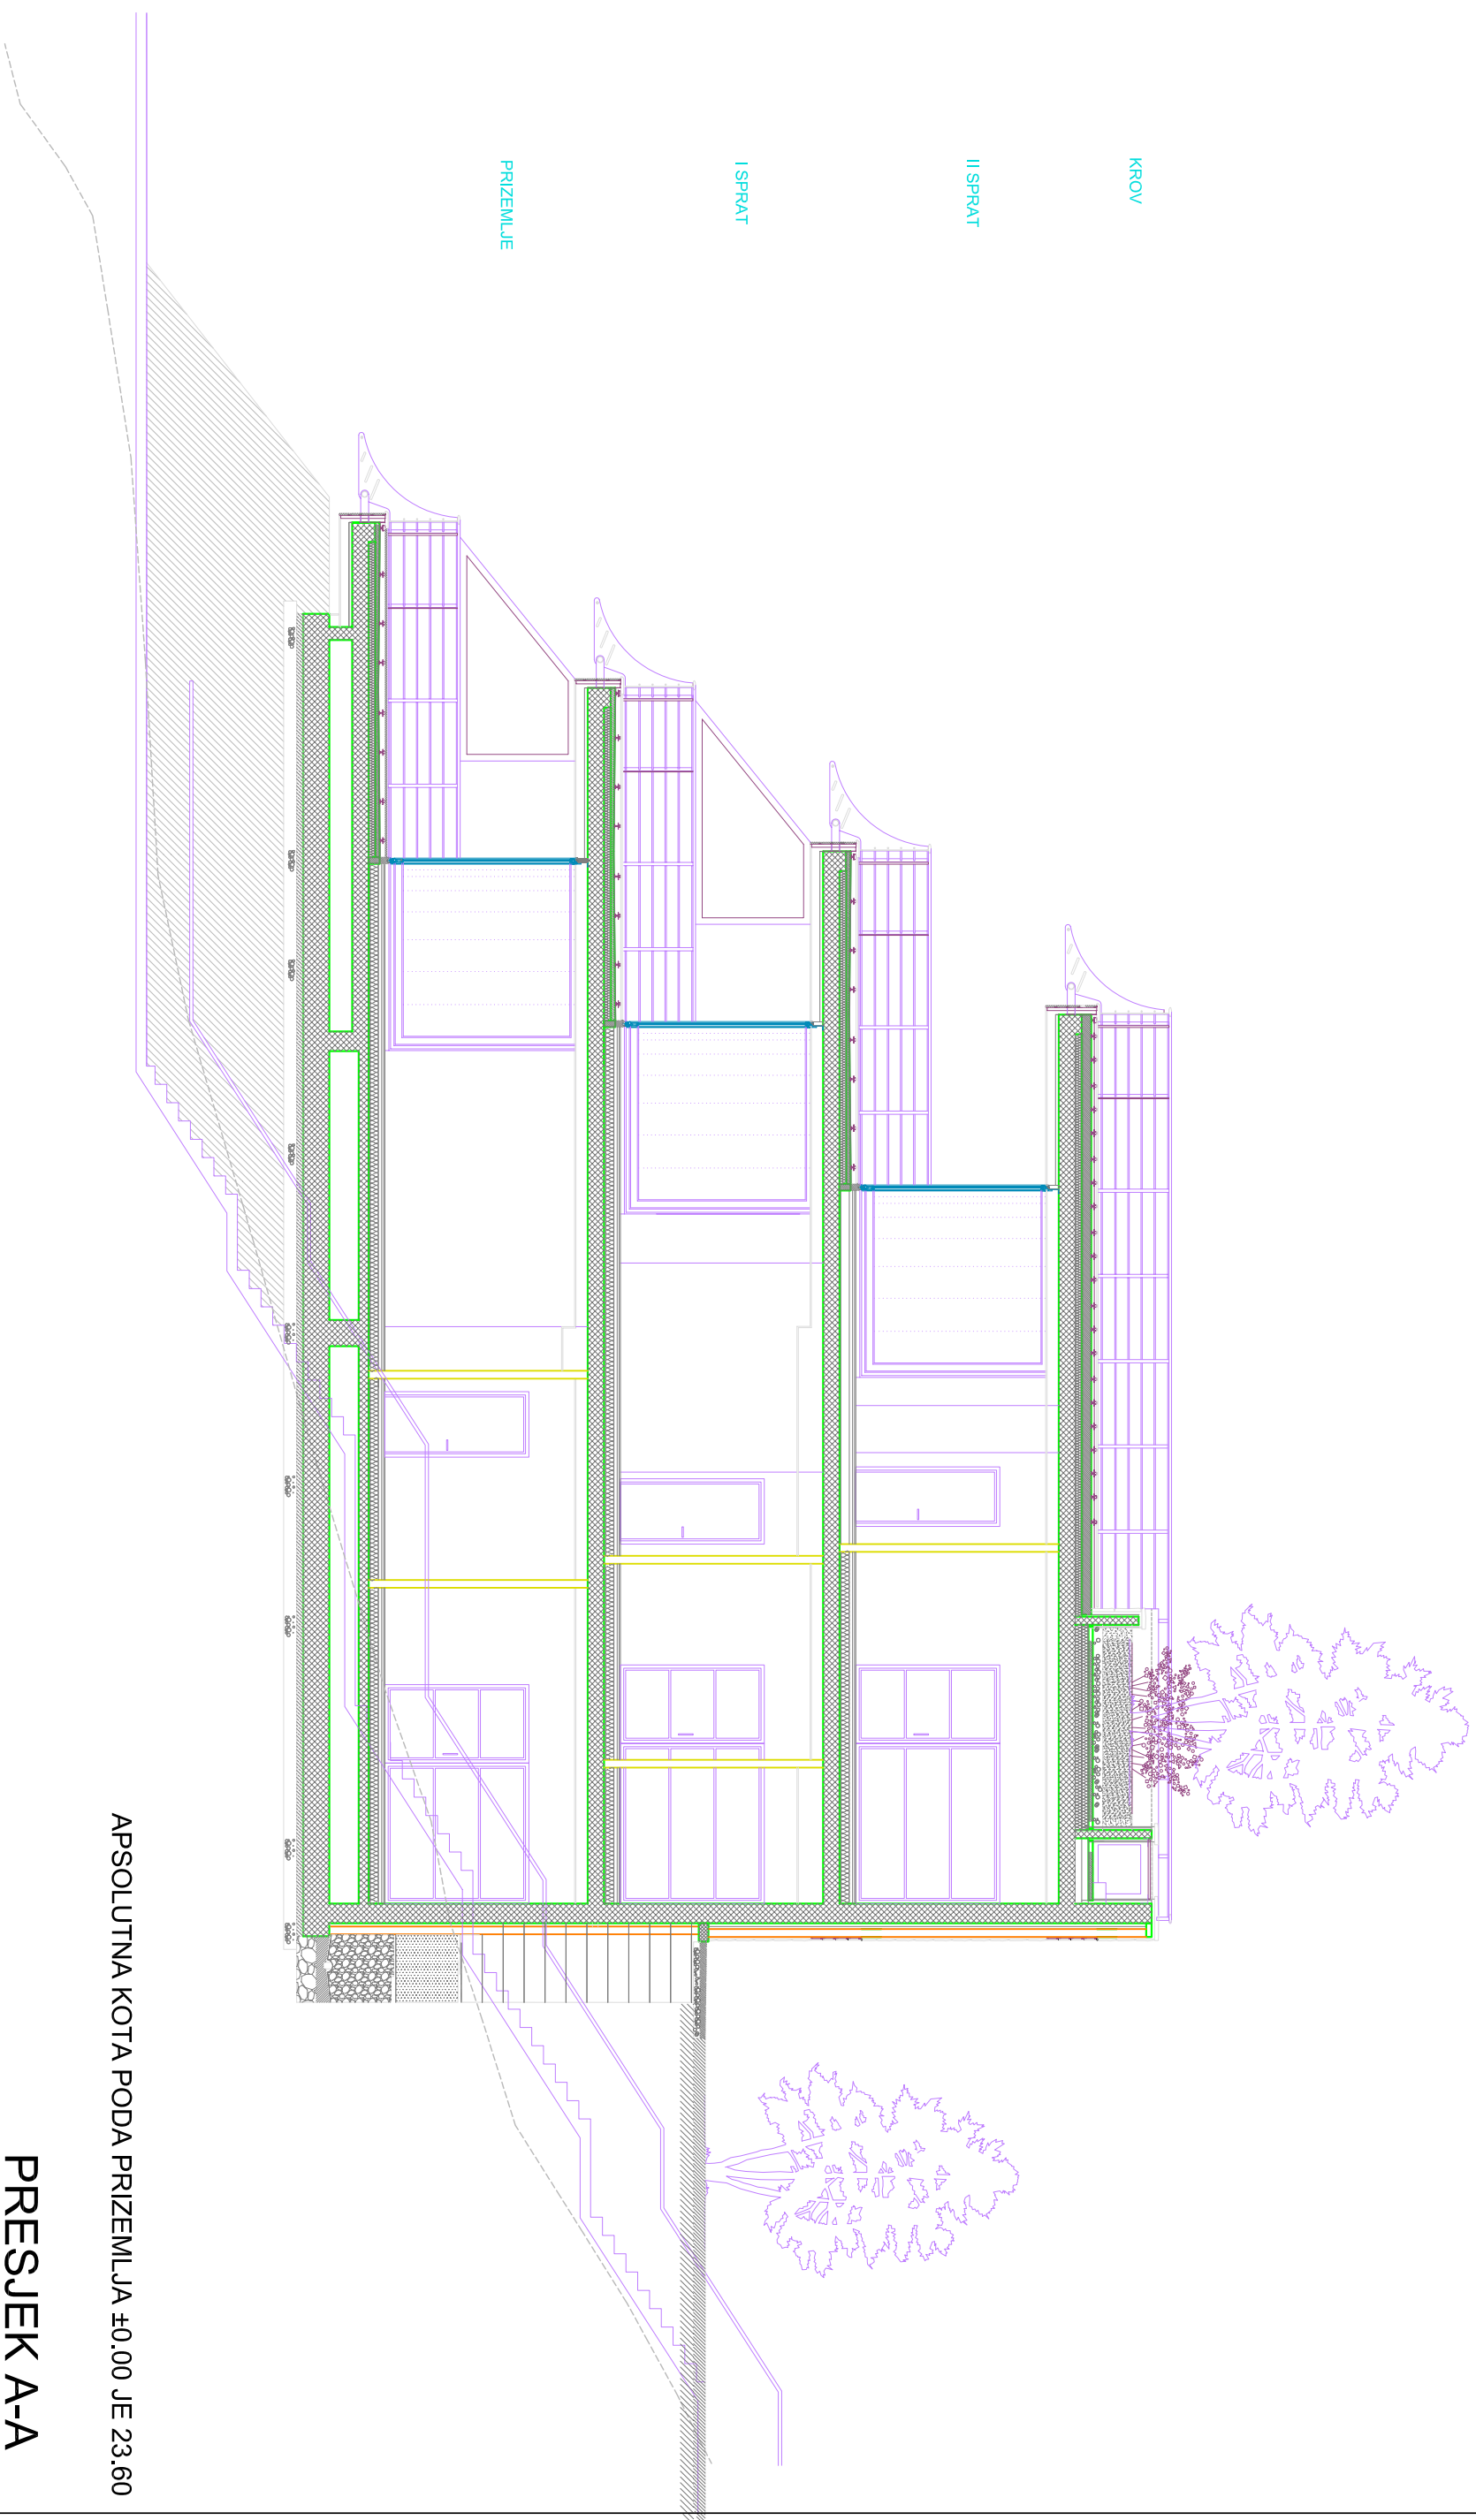 KROV
II SPRAT
I SPRAT
PRIZEMLJE
APSOLUTNA KOTA PODA PRIZEMLJA ±0.00 JE 23.60
PRESJEK A-A